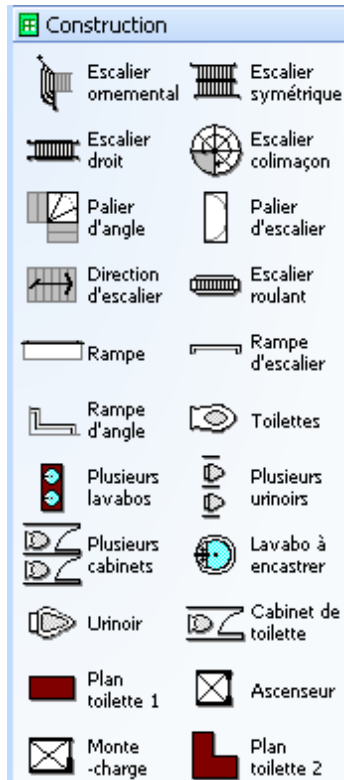 Construction
Escalier
ornemental
Escalier
symétrique
Escalier
droit
Escalier
colimaçon
Palier
d'angle
Palier
d'escalier
Direction
d'escalier
Escalier
roulant
Rampe
Rampe
d'escalier
Rampe
d'angle
Toilettes
Plusieurs
lavabos
Plusieurs
urinoirs
Plusieurs
cabinets
Lavabo à
encastrer
Urinoir
Cabinet de
toilette
Plan
toilette 1
Ascenseur
Monte
-charge
Plan
toilette 2